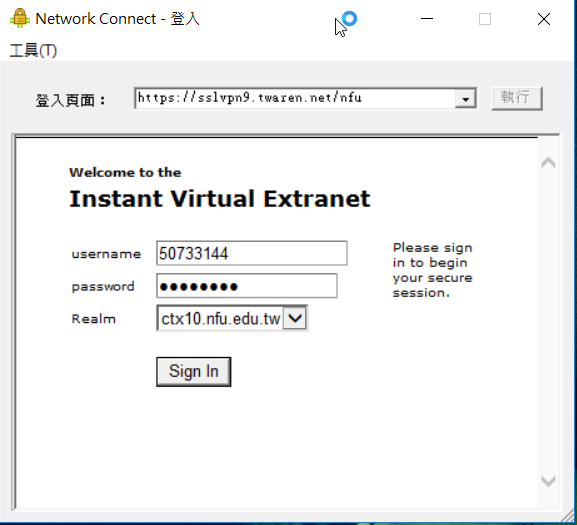 Network Connect - 登入
工具(T)
登入頁面：
https://sslvpn9.twaren.net/nfu
執行
Welcome to the
Instant Virtual Extranet
username 50733144
password ●●●●●●●●
Realm ctx10.nfu.edu.tw
Sign In
Please sign
in to begin
your secure
session.